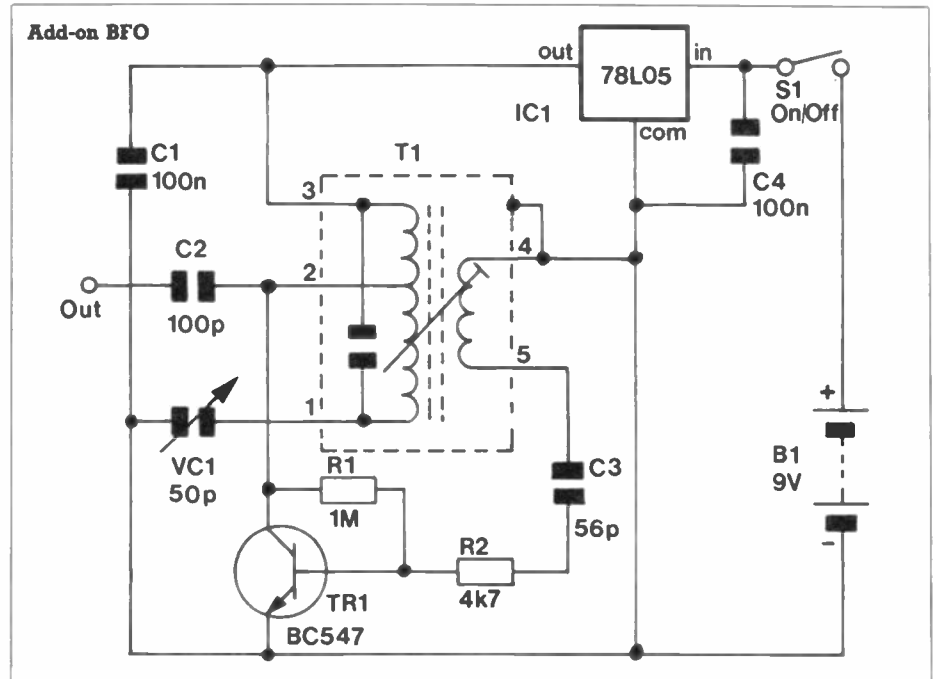 Add-on BFO
out
in
78L05
S1
On/Off
IC1
com
C1
100n
T1
C4
100n
3
C2
4
2
Out
100p
5
1
+
VC1
50p
R1
1M
C3
56p
B1
9V
R2
4k7
-
TR1
BC547